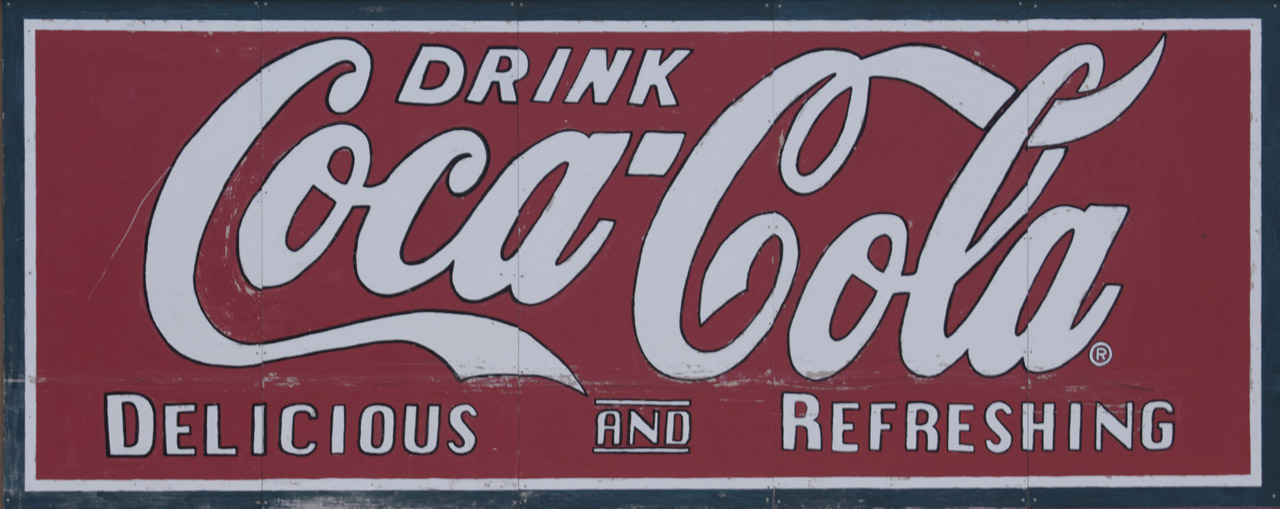 DRINK
Coca-Cola ®
DELICIOUS AND REFRESHING